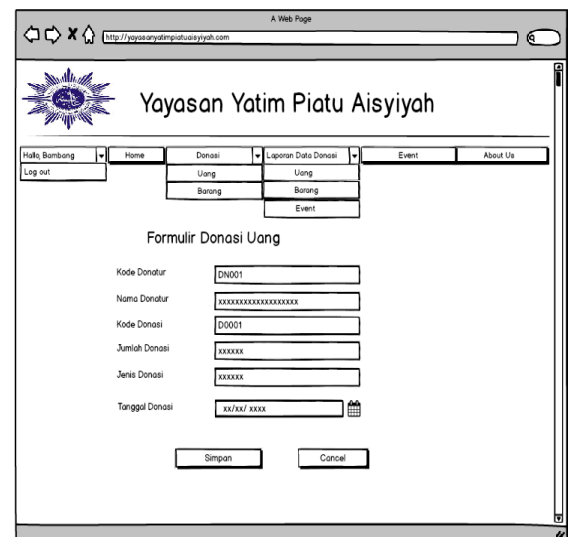 A Web Page
http://yayasanyatimpiatuaisyiyah.com
Yayasan Yatim Piatu Aisyiyah
Hallo, Bambang Home Donasi Laporan Data Donasi Event About Us
Log out Uang Uang
Barang Barang
Event
Formulir Donasi Uang
Kode Donatur DN001
Nama Donatur xxxxxxxxxxxxxxxxxxx
Kode Donasi D0001
Jumlah Donasi xxxxxx
Jenis Donasi xxxxxx
Tanggal Donasi xx/xx/ xxxx
Simpan Cancel